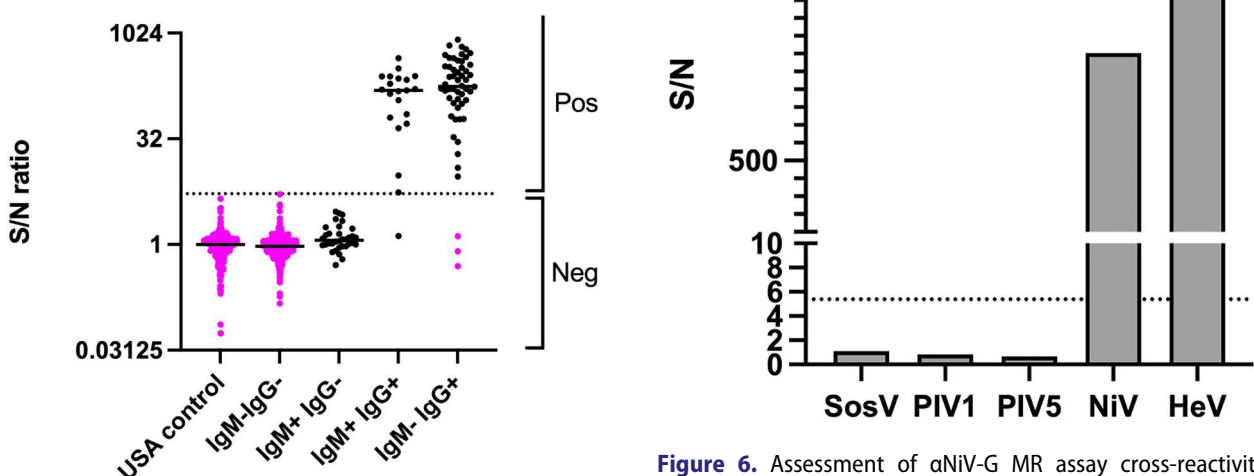 S/N ratio
1024
32
1
0.03125
Pos
Neg
USA control
IgM-IgG-
IgM+ IgG-
IgM+ IgG+
IgM- IgG+
S/N
500
10
8
6
4
2
0
SosV PIV1 PIV5 NiV HeV
Figure 6. Assessment of αNiV-G MR assay cross-reactivit